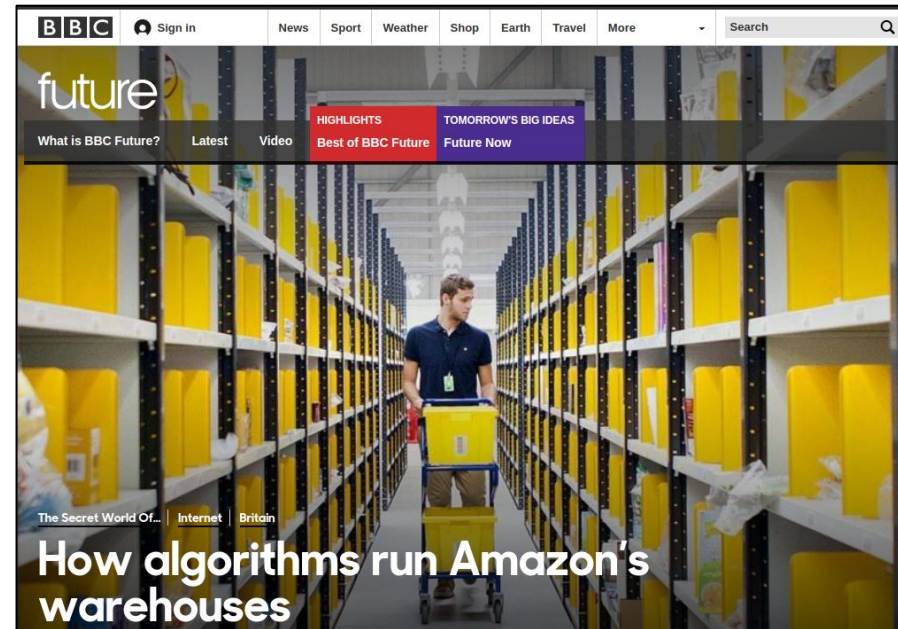 BBC Sign in News Sport Weather Shop Earth Travel More Search
future
HIGHLIGHTS TOMORROW'S BIG IDEAS
What is BBC Future? Latest Video Best of BBC Future Future Now
The Secret World Of... | Internet | Britain
How algorithms run Amazon's
warehouses